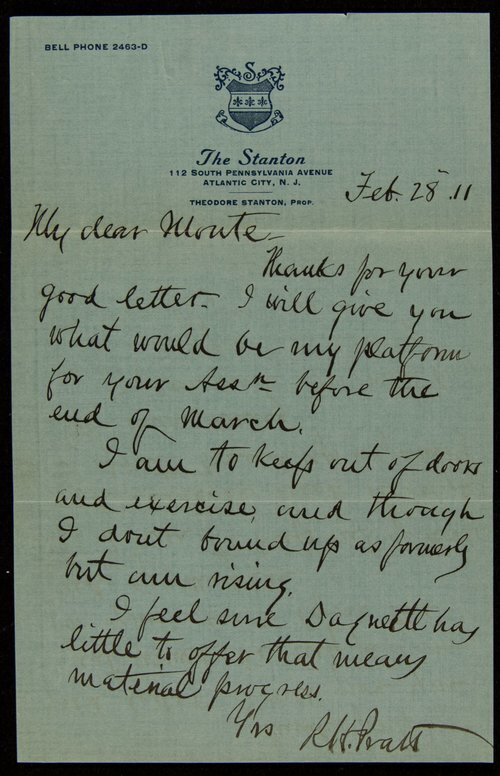 BELL PHONE 2463-D
S
The Stanton
112 SOUTH PENNSYLVANIA AVENUE
ATLANTIC CITY, N. J.
THEODORE STANTON, PROP.
Feb. 28 .11
My dear Monte-
Thanks for your
good letter- I will give you
what would be my platform
for your Assn before the
end of March.
I am to keep out of doors
and exercise, and though
I dont bound up as formerly
but am rising.
I feel sure Dagnett has
little to offer that means
material progress.
Yrs
R.H. Pratt